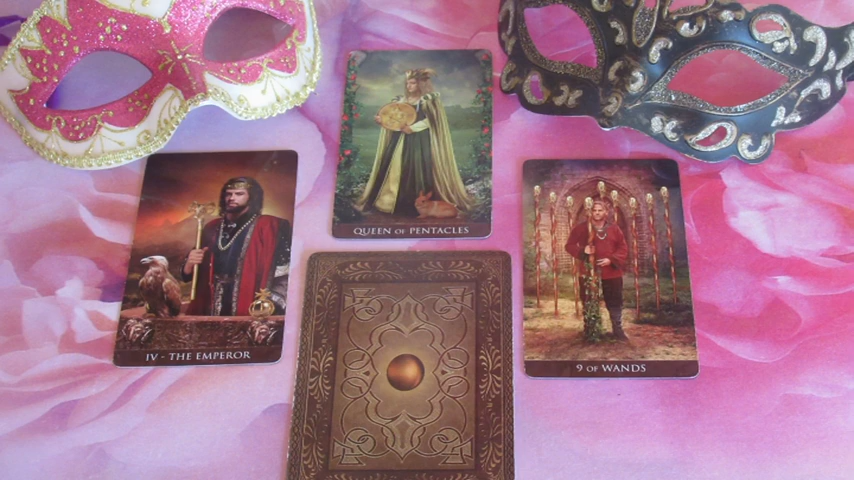 QUEEN OF PENTACLES
IV - THE EMPEROR
9 OF WANDS